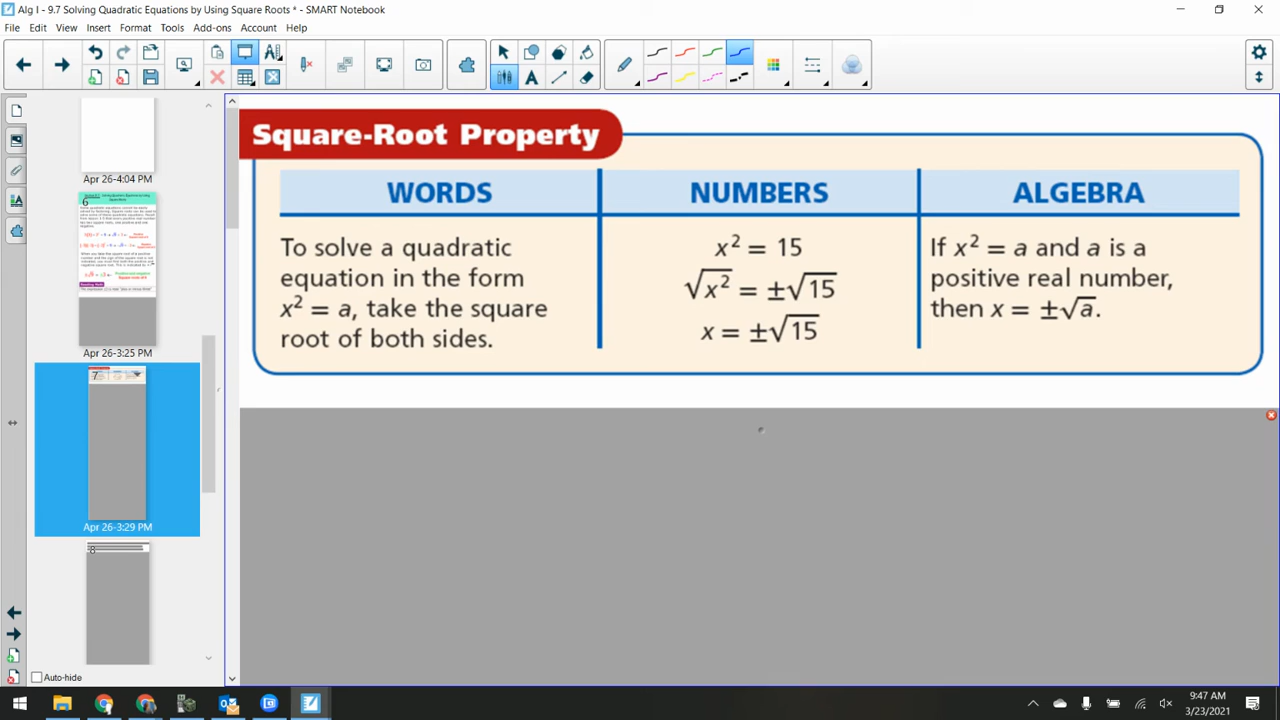 Alg I - 9.7 Solving Quadratic Equations by Using Square Roots * - SMART Notebook
File Edit View Insert Format Tools Add-ons Account Help
Apr 26-4:04 PM
6
Apr 26-3:25 PM
7
Apr 26-3:29 PM
8
Auto-hide
Square-Root Property
WORDS
To solve a quadratic
equation in the form
x² = a, take the square
root of both sides.
NUMBERS
x² = 15
√x² = ±√15
x = ±√15
ALGEBRA
If x² = a and a is a
positive real number,
then x = ±√a.
9:47 AM
3/23/2021